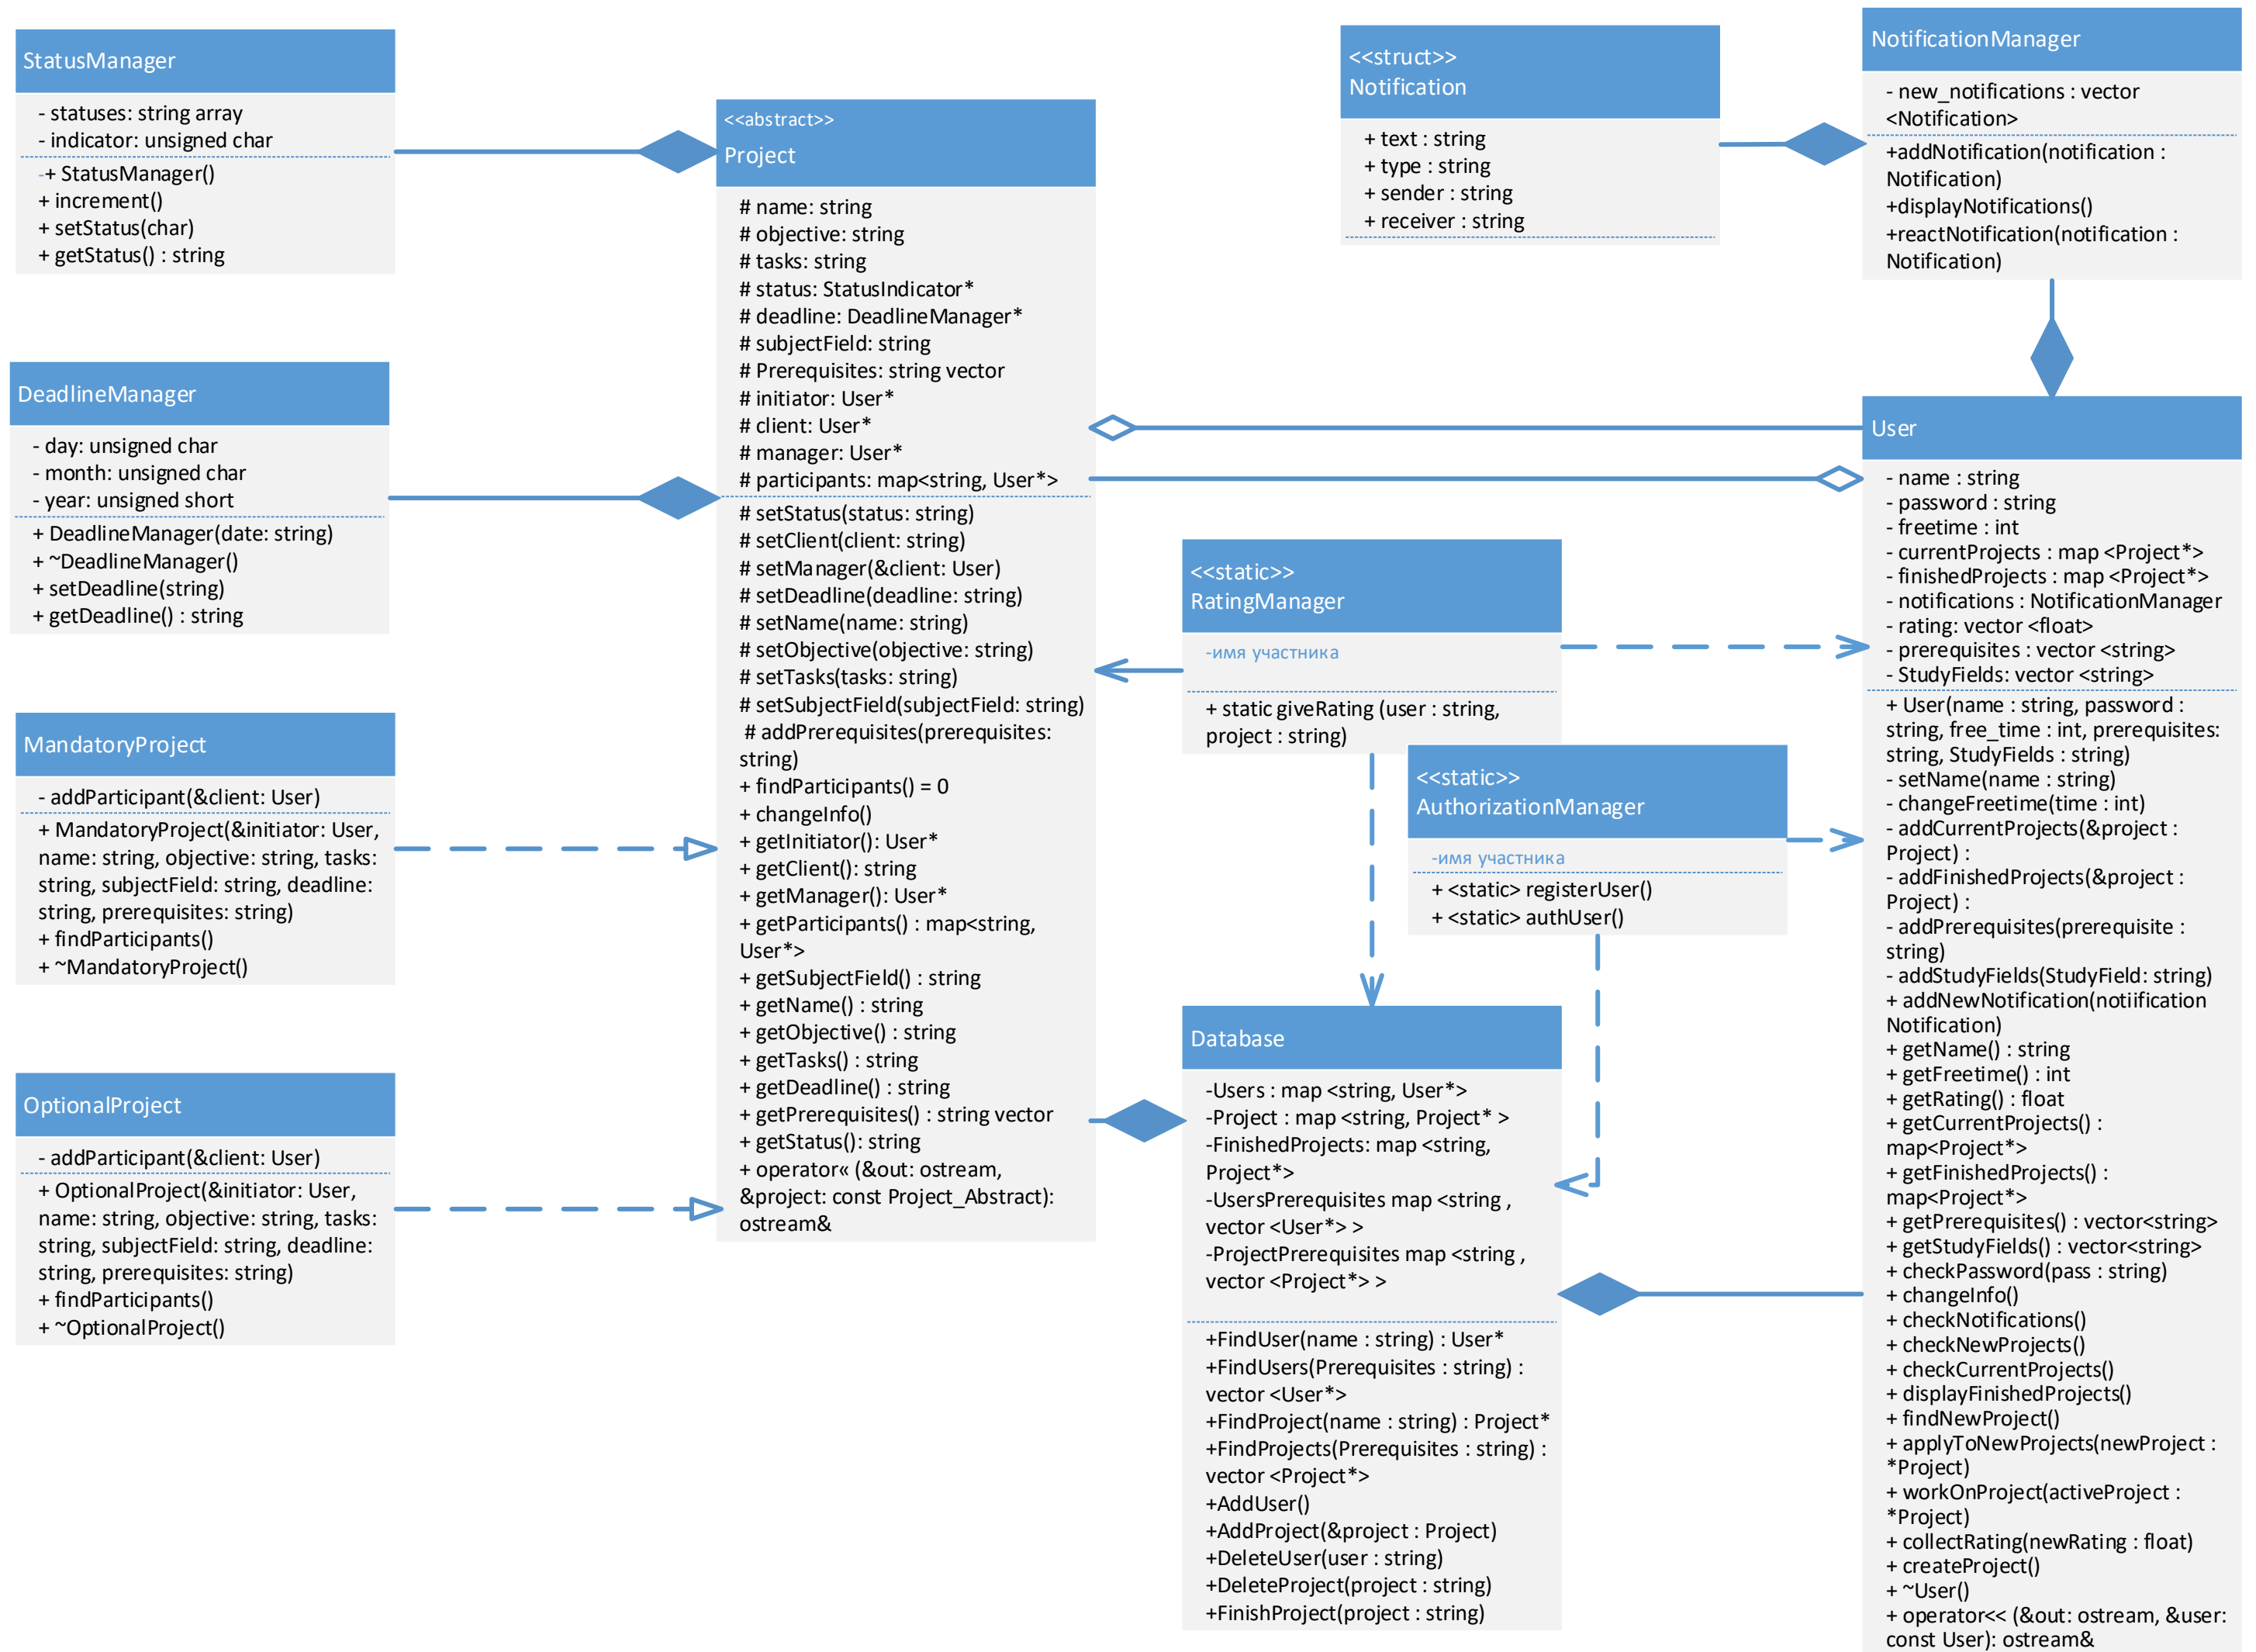 StatusManager
- statuses: string array
- indicator: unsigned char
-+ StatusManager()
+ increment()
+ setStatus(char)
+ getStatus() : string
DeadlineManager
- day: unsigned char
- month: unsigned char
- year: unsigned short
+ DeadlineManager(date: string)
+ ~DeadlineManager()
+ setDeadline(string)
+ getDeadline() : string
MandatoryProject
- addParticipant(&client: User)
+ MandatoryProject(&initiator: User,
name: string, objective: string, tasks:
string, subjectField: string, deadline:
string, prerequisites: string)
+ findParticipants()
+ ~MandatoryProject()
OptionalProject
- addParticipant(&client: User)
+ OptionalProject(&initiator: User,
name: string, objective: string, tasks:
string, subjectField: string, deadline:
string, prerequisites: string)
+ findParticipants()
+ ~OptionalProject()
<<abstract>>
Project
# name: string
# objective: string
# tasks: string
# status: StatusIndicator*
# deadline: DeadlineManager*
# subjectField: string
# Prerequisites: string vector
# initiator: User*
# client: User*
# manager: User*
# participants: map<string, User*>
# setStatus(status: string)
# setClient(client: string)
# setManager(&client: User)
# setDeadline(deadline: string)
# setName(name: string)
# setObjective(objective: string)
# setTasks(tasks: string)
# setSubjectField(subjectField: string)
# addPrerequisites(prerequisites:
string)
+ findParticipants() = 0
+ changeInfo()
+ getInitiator(): User*
+ getClient(): string
+ getManager(): User*
+ getParticipants() : map<string,
User*>
+ getSubjectField() : string
+ getName() : string
+ getObjective() : string
+ getTasks() : string
+ getDeadline() : string
+ getPrerequisites() : string vector
+ getStatus(): string
+ operator« (&out: ostream,
&project: const Project_Abstract):
ostream&
<<struct>>
Notification
+ text : string
+ type : string
+ sender : string
+ receiver : string
NotificationManager
- new_notifications : vector
<Notification>
+addNotification(notification :
Notification)
+displayNotifications()
+reactNotification(notification :
Notification)
<<static>>
RatingManager
-имя участника
+ static giveRating (user : string,
project : string)
<<static>>
AuthorizationManager
-имя участника
+ <static> registerUser()
+ <static> authUser()
Database
-Users : map <string, User*>
-Project : map <string, Project* >
-FinishedProjects: map <string,
Project*>
-UsersPrerequisites map <string ,
vector <User*> >
-ProjectPrerequisites map <string ,
vector <Project*> >
+FindUser(name : string) : User*
+FindUsers(Prerequisites : string) :
vector <User*>
+FindProject(name : string) : Project*
+FindProjects(Prerequisites : string) :
vector <Project*>
+AddUser()
+AddProject(&project : Project)
+DeleteUser(user : string)
+DeleteProject(project : string)
+FinishProject(project : string)
User
- name : string
- password : string
- freetime : int
- currentProjects : map <Project*>
- finishedProjects : map <Project*>
- notifications : NotificationManager
- rating: vector <float>
- prerequisites : vector <string>
- StudyFields: vector <string>
+ User(name : string, password :
string, free_time : int, prerequisites:
string, StudyFields : string)
- setName(name : string)
- changeFreetime(time : int)
- addCurrentProjects(&project :
Project) :
- addFinishedProjects(&project :
Project) :
- addPrerequisites(prerequisite :
string)
- addStudyFields(StudyField: string)
+ addNewNotification(notiification
Notification)
+ getName() : string
+ getFreetime() : int
+ getRating() : float
+ getCurrentProjects() :
map<Project*>
+ getFinishedProjects() :
map<Project*>
+ getPrerequisites() : vector<string>
+ getStudyFields() : vector<string>
+ checkPassword(pass : string)
+ changeInfo()
+ checkNotifications()
+ checkNewProjects()
+ checkCurrentProjects()
+ displayFinishedProjects()
+ findNewProject()
+ applyToNewProjects(newProject :
*Project)
+ workOnProject(activeProject :
*Project)
+ collectRating(newRating : float)
+ createProject()
+ ~User()
+ operator<< (&out: ostream, &user:
const User): ostream&